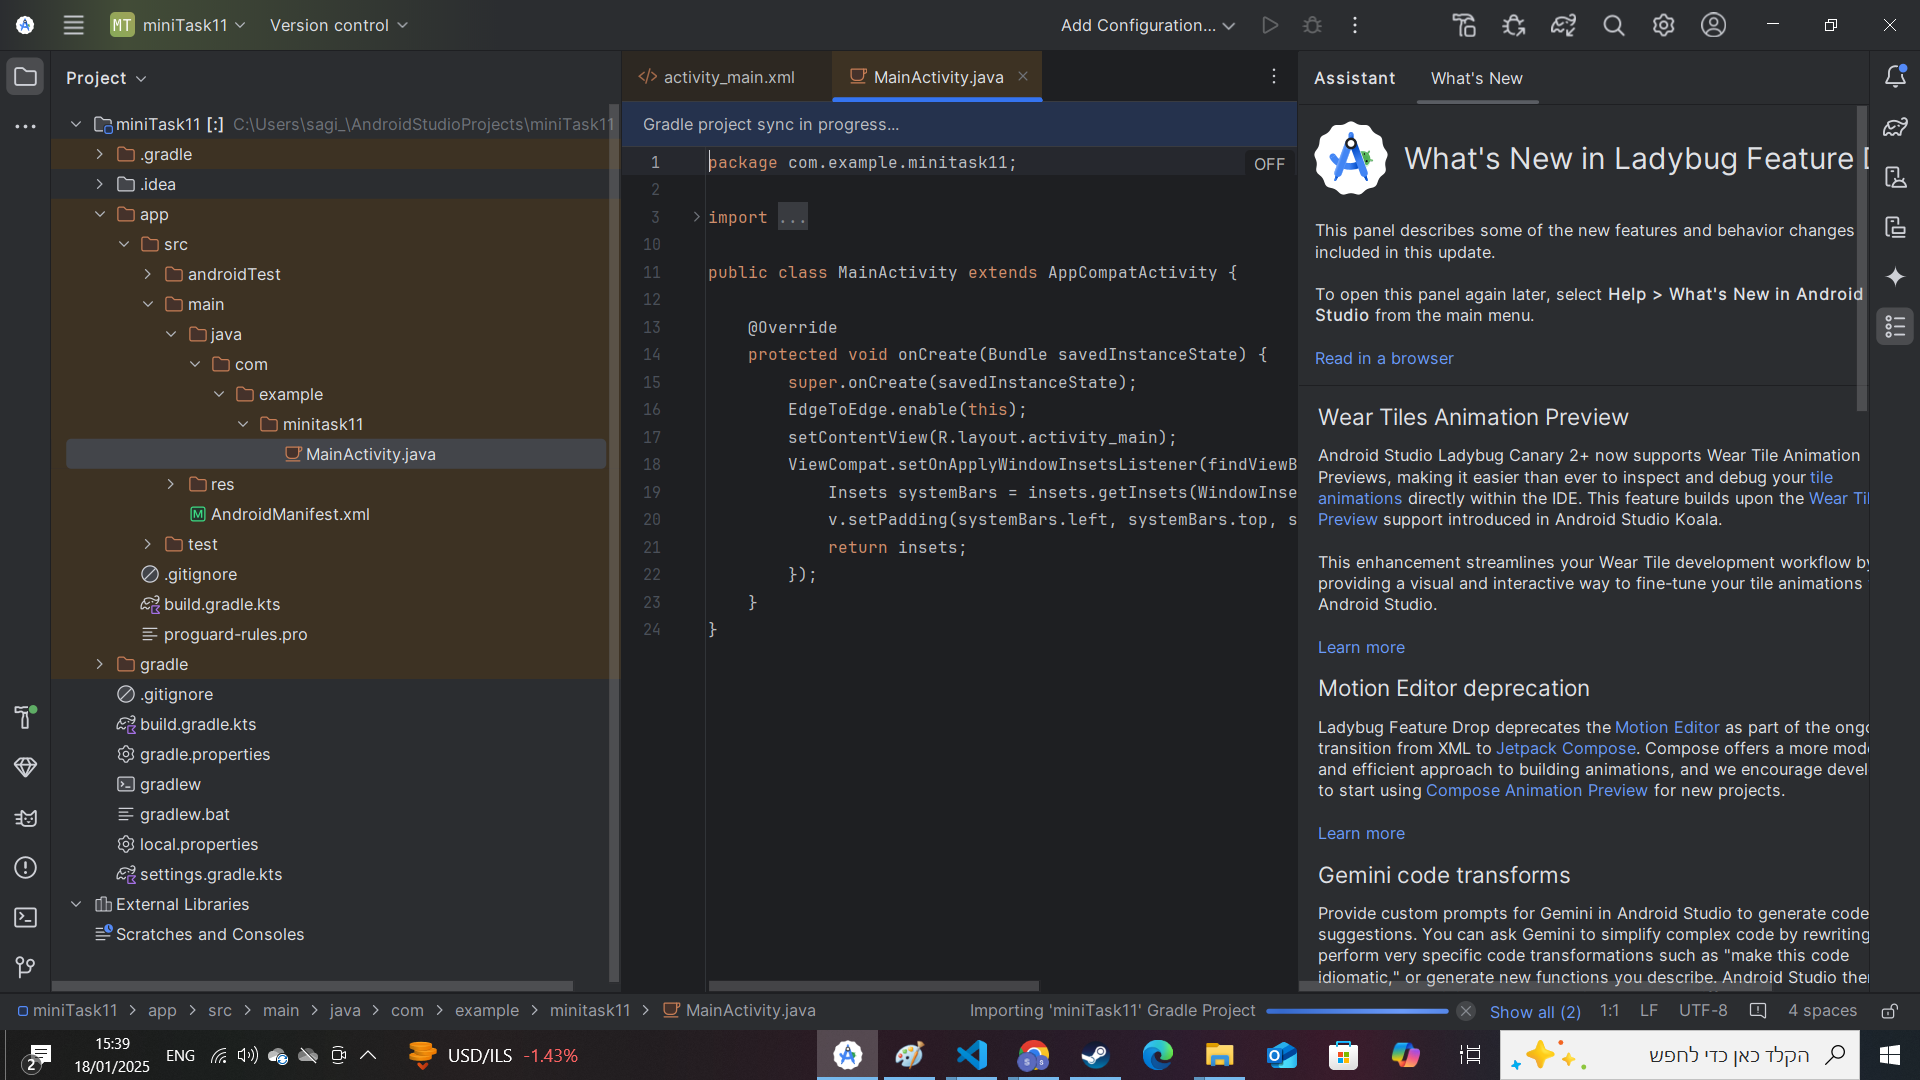 MT miniTask11 Version control Add Configuration...
Project
activity_main.xml MainActivity.java
Assistant What's New
miniTask11 [:] C:\Users\sagi_\AndroidStudioProjects\miniTask11
.gradle
.idea
app
src
androidTest
main
java
com
example
minitask11
MainActivity.java
res
AndroidManifest.xml
test
.gitignore
build.gradle.kts
proguard-rules.pro
gradle
.gitignore
build.gradle.kts
gradle.properties
gradlew
gradlew.bat
local.properties
settings.gradle.kts
External Libraries
Scratches and Consoles
Gradle project sync in progress...
OFF
1 package com.example.minitask11;
2
3 import ...
10
11 public class MainActivity extends AppCompatActivity {
12
13 @Override
14 protected void onCreate(Bundle savedInstanceState) {
15 super.onCreate(savedInstanceState);
16 EdgeToEdge.enable(this);
17 setContentView(R.layout.activity_main);
18 ViewCompat.setOnApplyWindowInsetsListener(findViewB
19 Insets systemBars = insets.getInsets(WindowInse
20 v.setPadding(systemBars.left, systemBars.top, s
21 return insets;
22 });
23 }
24 }
What's New in Ladybug Feature D
This panel describes some of the new features and behavior changes
included in this update.
To open this panel again later, select Help > What's New in Android
Studio from the main menu.
Read in a browser
Wear Tiles Animation Preview
Android Studio Ladybug Canary 2+ now supports Wear Tile Animation
Previews, making it easier than ever to inspect and debug your tile
animations directly within the IDE. This feature builds upon the Wear Til
Preview support introduced in Android Studio Koala.
This enhancement streamlines your Wear Tile development workflow by
providing a visual and interactive way to fine-tune your tile animations
Android Studio.
Learn more
Motion Editor deprecation
Ladybug Feature Drop deprecates the Motion Editor as part of the ongo
transition from XML to Jetpack Compose. Compose offers a more mode
and efficient approach to building animations, and we encourage devel
to start using Compose Animation Preview for new projects.
Learn more
Gemini code transforms
Provide custom prompts for Gemini in Android Studio to generate code
suggestions. You can ask Gemini to simplify complex code by rewriting
perform very specific code transformations such as "make this code
idiomatic," or generate new functions you describe. Android Studio the
miniTask11 > app > src > main > java > com > example > minitask11 > MainActivity.java
Importing 'miniTask11' Gradle Project Show all (2) 1:1 LF UTF-8 4 spaces
2 15:39
18/01/2025
ENG USD/ILS -1.43% הקלד כאן כדי לחפש